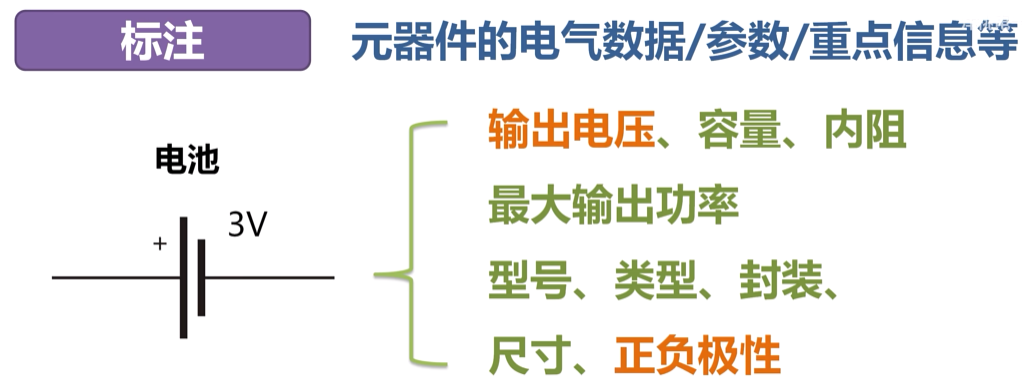 标注
元器件的电气数据/参数/重点信息等
电池
+
3V
输出电压、容量、内阻
最大输出功率
型号、类型、封装、
尺寸、正负极性